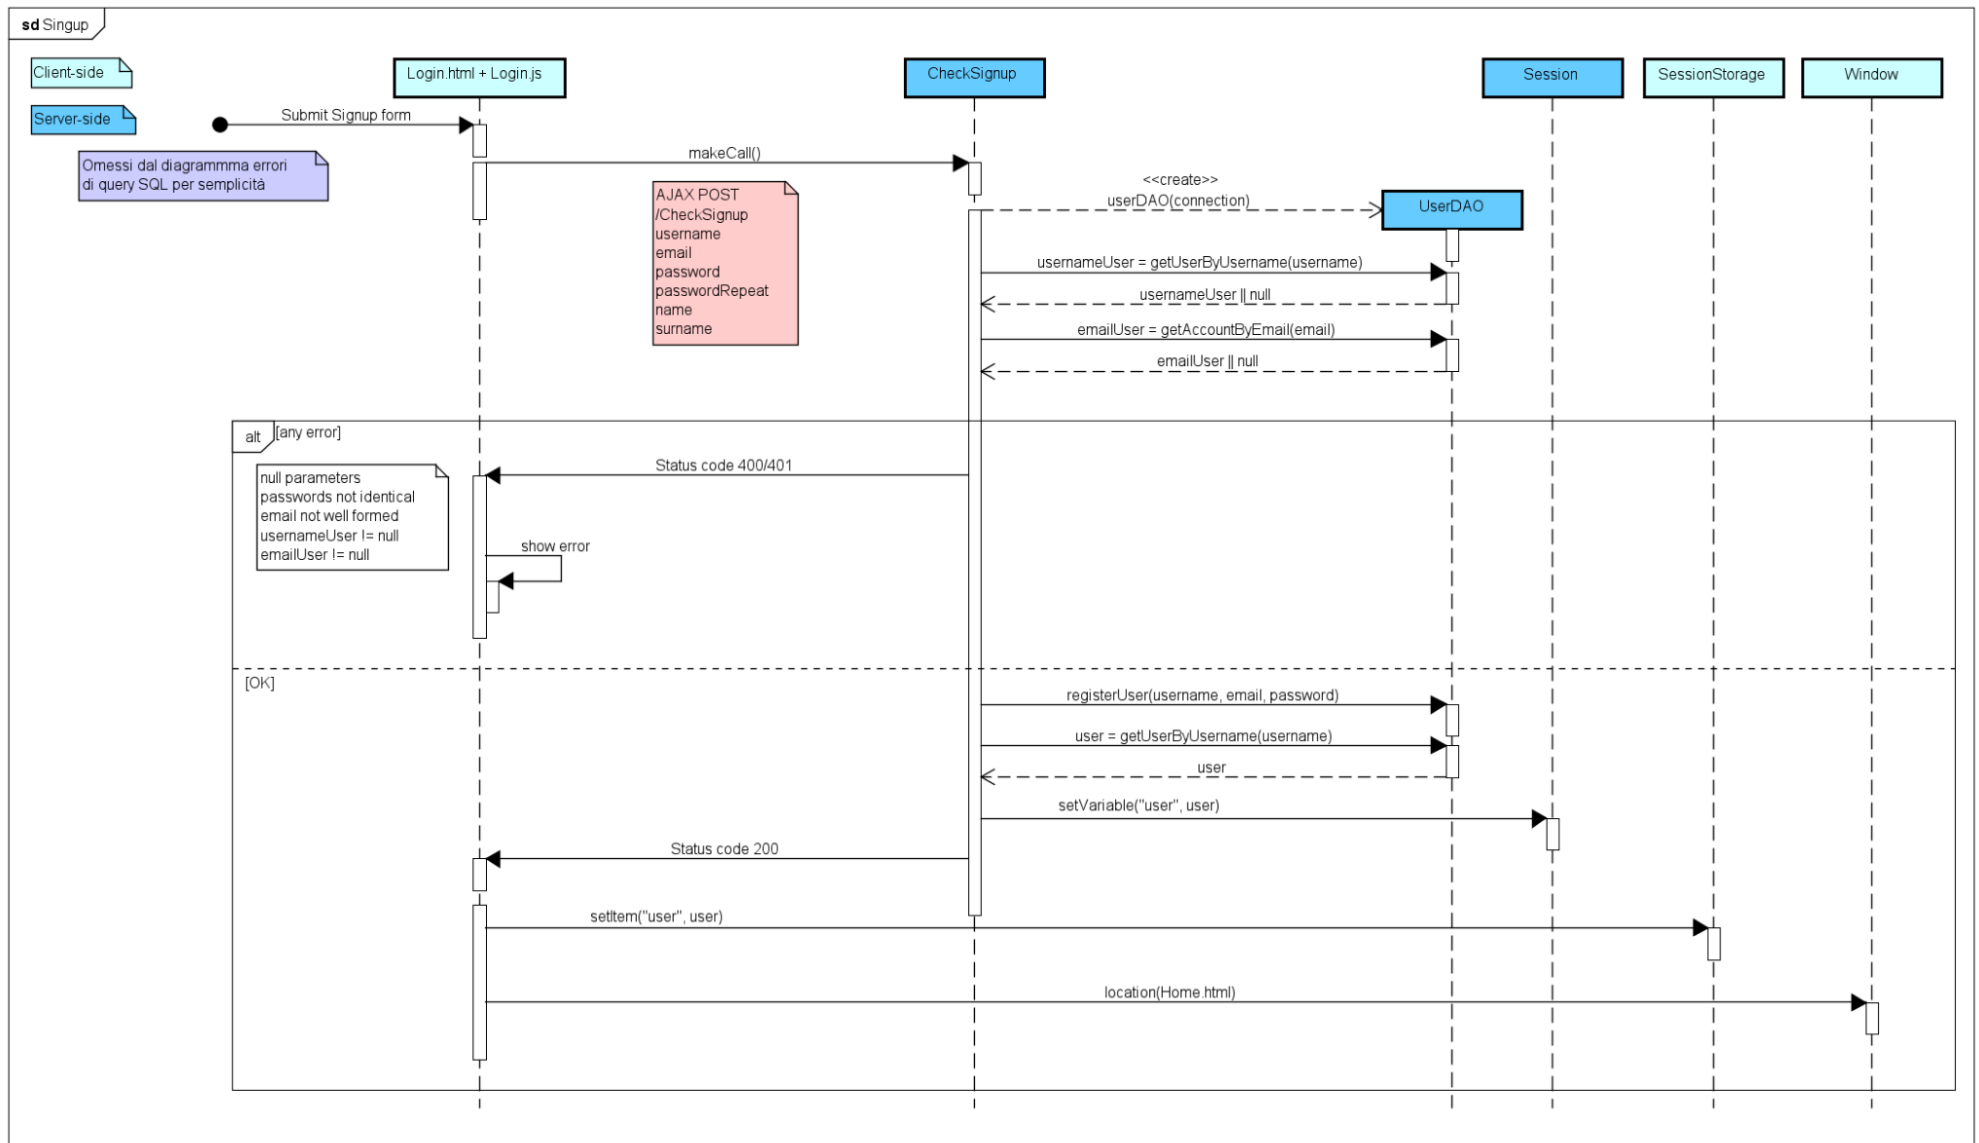 sd Singup
Client-side
Server-side
Omessi dal diagrammma errori
di query SQL per semplicità
Login.html + Login.js
CheckSignup
Session
SessionStorage
Window
Submit Signup form
makeCall()
AJAX POST
/CheckSignup
username
email
password
passwordRepeat
name
surname
<<create>>
userDAO(connection)
UserDAO
usernameUser = getUserByUsername(username)
usernameUser || null
emailUser = getAccountByEmail(email)
emailUser || null
alt
[any error]
Status code 400/401
null parameters
passwords not identical
email not well formed
usernameUser != null
emailUser != null
show error
[OK]
registerUser(username, email, password)
user = getUserByUsername(username)
user
setVariable("user", user)
Status code 200
setItem("user", user)
location(Home.html)